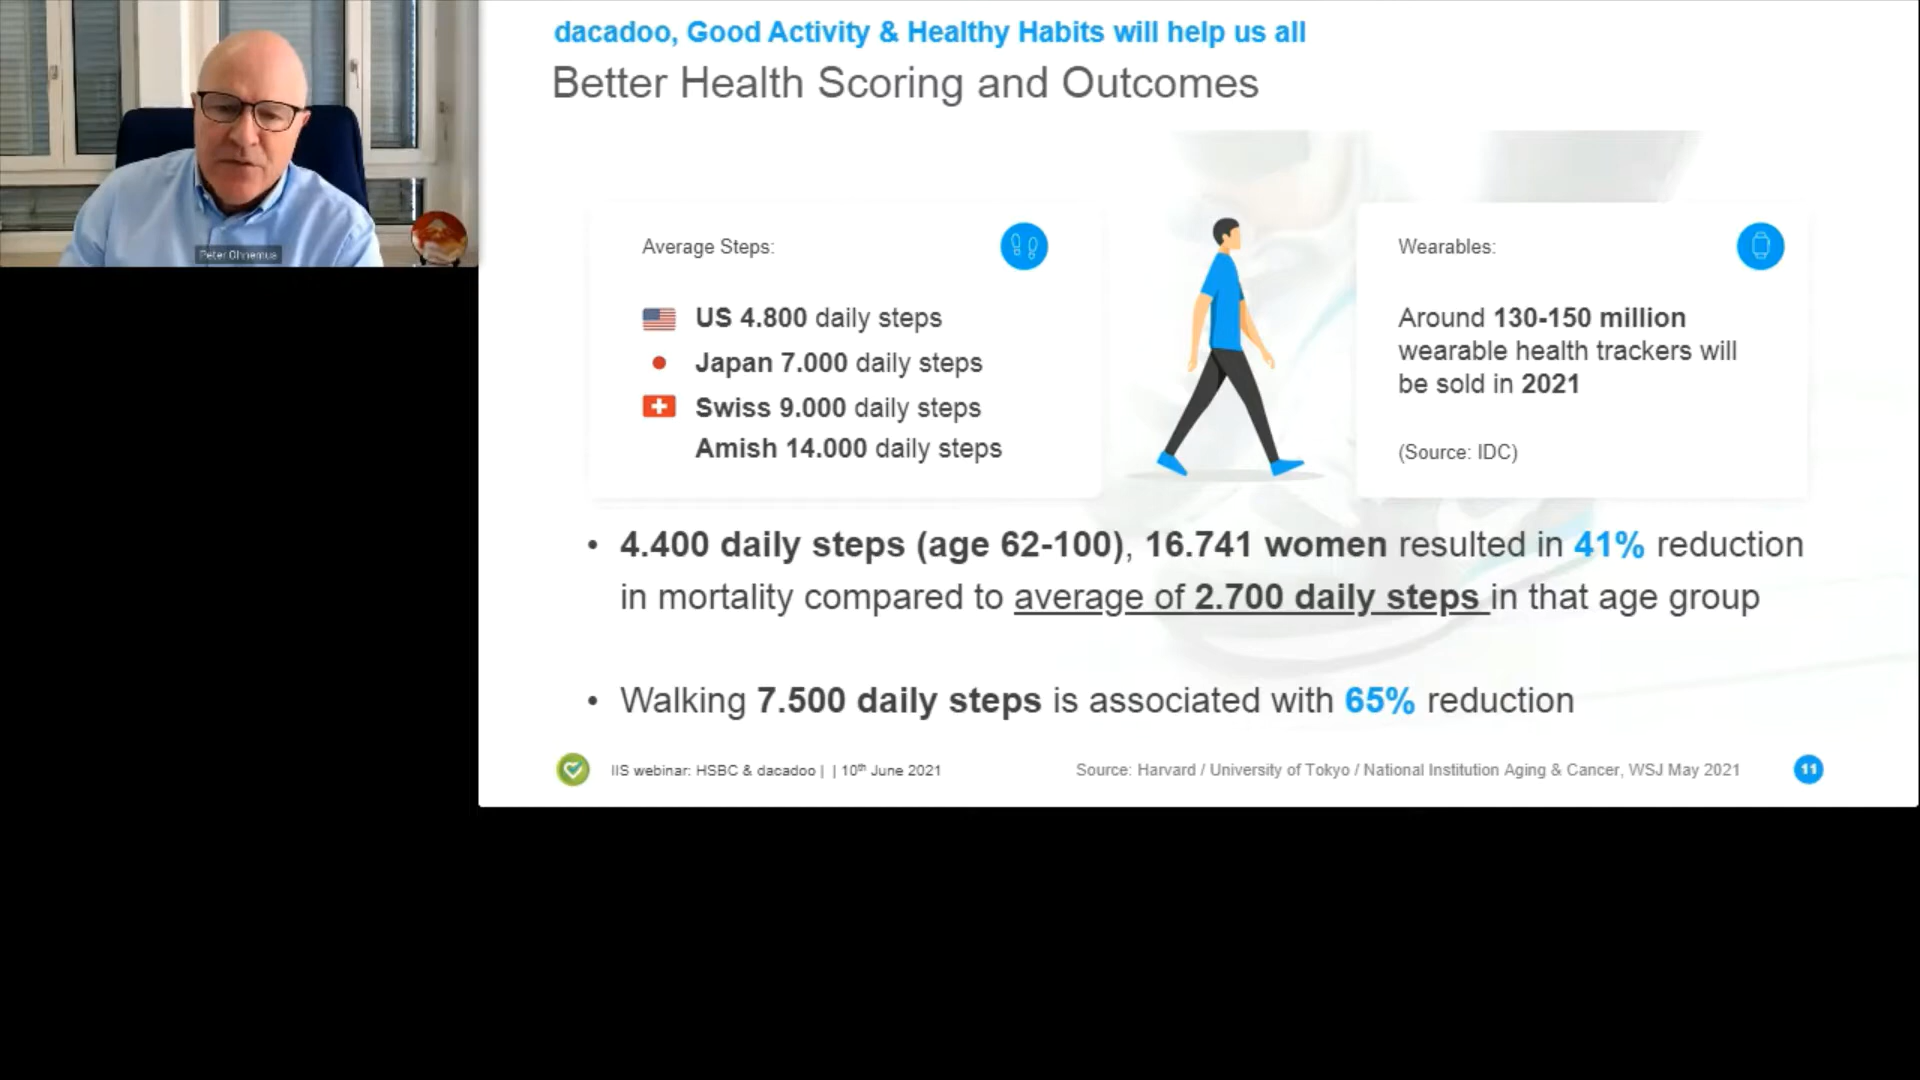 dacadoo, Good Activity & Healthy Habits will help us all
Better Health Scoring and Outcomes
Peter Ohnemus
Average Steps:
US 4.800 daily steps
Japan 7.000 daily steps
Swiss 9.000 daily steps
Amish 14.000 daily steps
Wearables:
Around 130-150 million
wearable health trackers will
be sold in 2021
(Source: IDC)
• 4.400 daily steps (age 62-100), 16.741 women resulted in 41% reduction
in mortality compared to average of 2.700 daily steps in that age group
• Walking 7.500 daily steps is associated with 65% reduction
IIS webinar: HSBC & dacadoo | | 10th June 2021
Source: Harvard / University of Tokyo / National Institution Aging & Cancer, WSJ May 2021
11